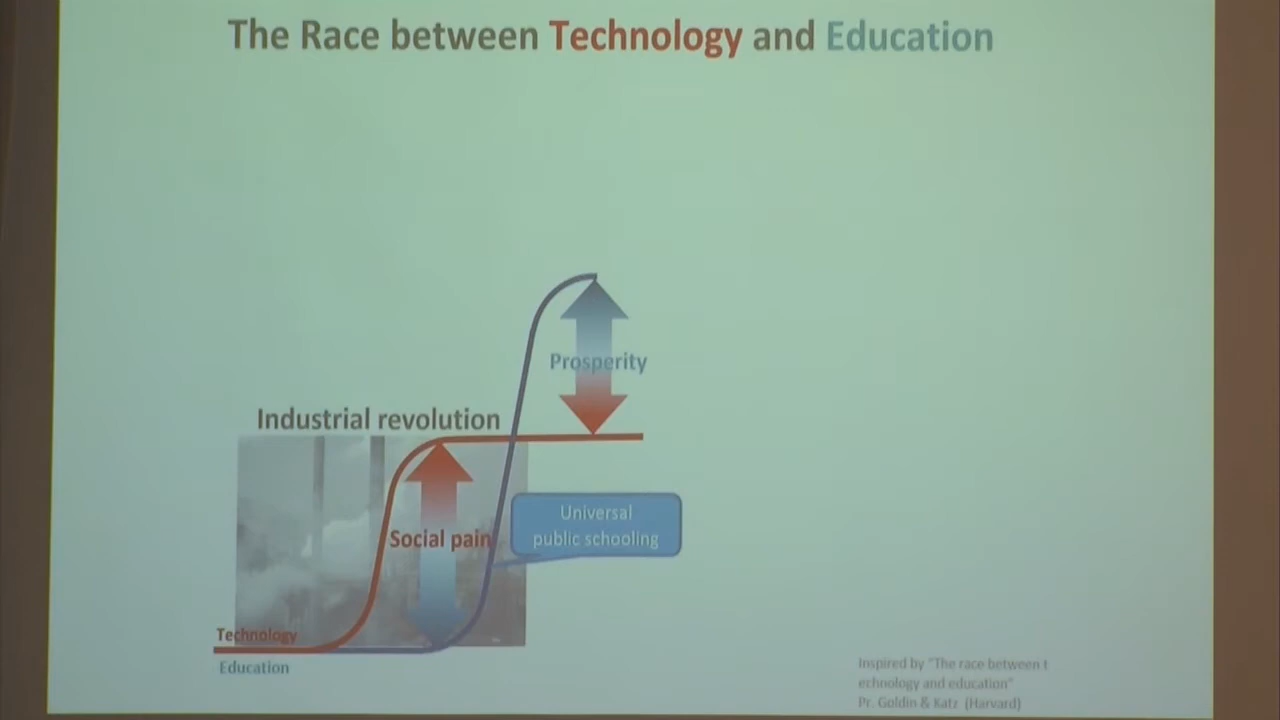 The Race between Technology and Education
Prosperity
Industrial revolution
Universal
public schooling
Social pain
Technology
Education
Inspired by "The race between t
echnology and education"
Pr. Goldin & Katz (Harvard)